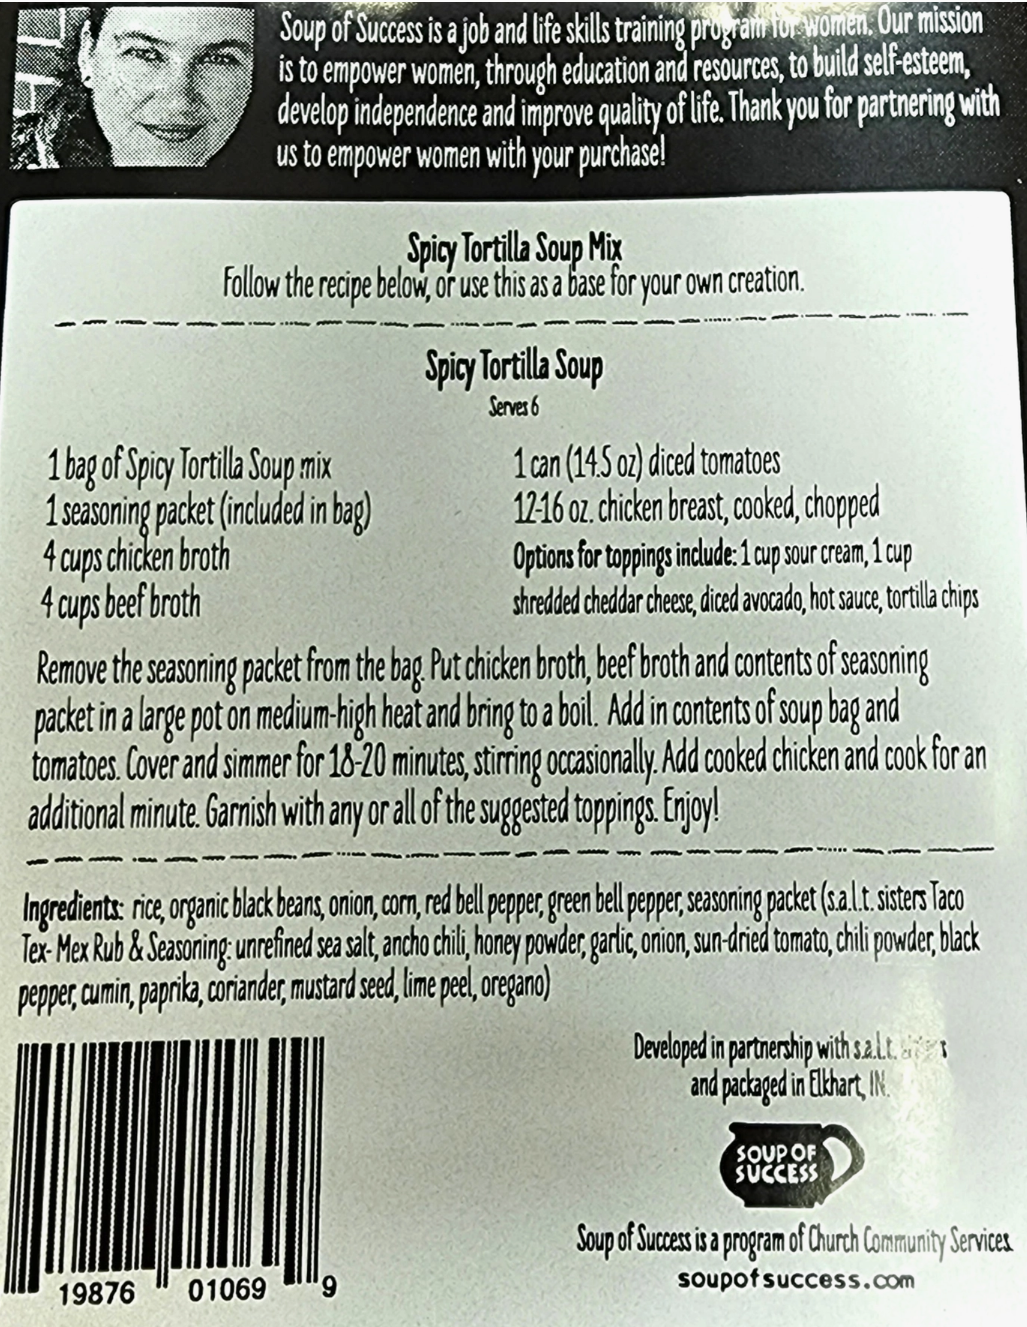 Soup of Success is a job and life skills training program for women. Our mission
is to empower women, through education and resources, to build self-esteem,
develop independence and improve quality of life. Thank you for partnering with
us to empower women with your purchase!
Spicy Tortilla Soup Mix
Follow the recipe below, or use this as a base for your own creation.
Spicy Tortilla Soup
Serves 6
1 bag of Spicy Tortilla Soup mix
1 seasoning packet (included in bag)
4 cups chicken broth
4 cups beef broth
1 can (14.5 oz) diced tomatoes
12-16 oz. chicken breast, cooked, chopped
Options for toppings include: 1 cup sour cream, 1 cup
shredded cheddar cheese, diced avocado, hot sauce, tortilla chips
Remove the seasoning packet from the bag. Put chicken broth, beef broth and contents of seasoning
packet in a large pot on medium-high heat and bring to a boil. Add in contents of soup bag and
tomatoes. Cover and simmer for 18-20 minutes, stirring occasionally. Add cooked chicken and cook for an
additional minute. Garnish with any or all of the suggested toppings. Enjoy!
Ingredients: rice, organic black beans, onion, corn, red bell pepper, green bell pepper, seasoning packet (s.a.l.t. sisters Taco
Tex-Mex Rub & Seasoning: unrefined sea salt, ancho chili, honey powder, garlic, onion, sun-dried tomato, chili powder, black
pepper, cumin, paprika, coriander, mustard seed, lime peel, oregano)
19876 01069 9
Developed in partnership with s.a.l.t.
and packaged in Elkhart, IN.
SOUP OF
SUCCESS
Soup of Success is a program of Church Community Services.
soupofsuccess.com